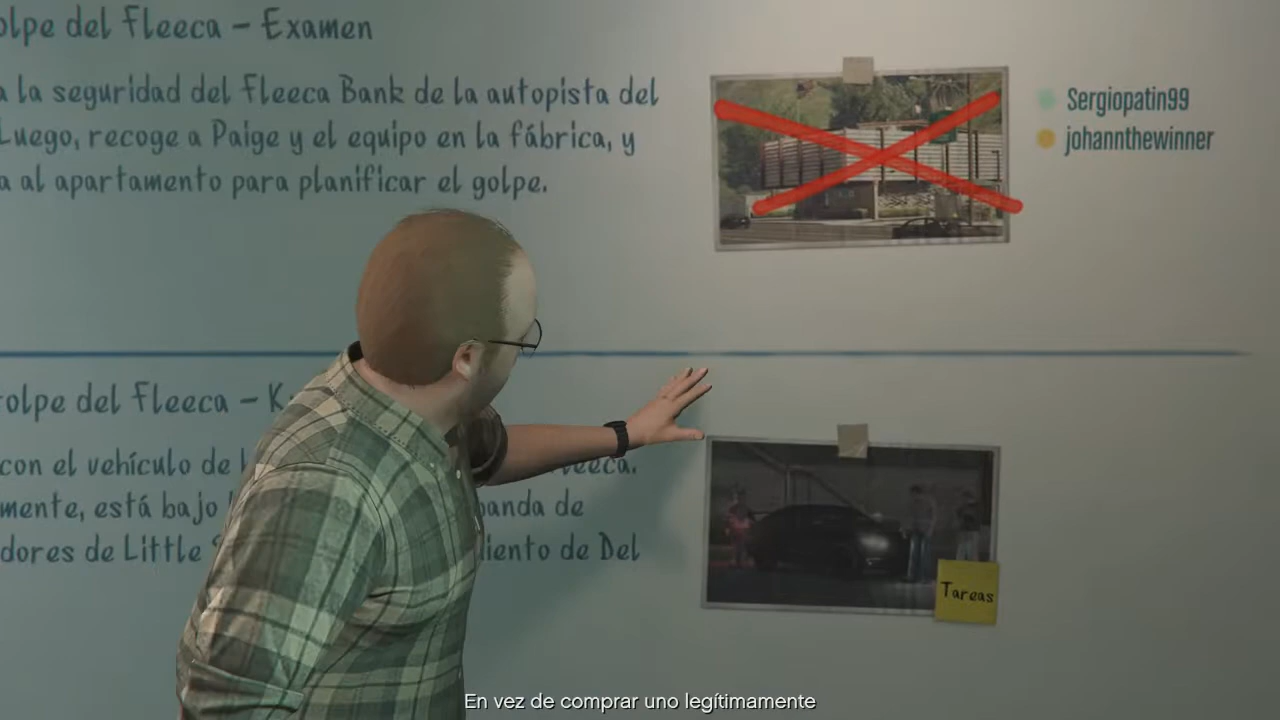 olpe del Fleeca – Examen
a la seguridad del Fleeca Bank de la autopista del
Luego, recoge a Paige y el equipo en la fábrica, y
a al apartamento para planificar el golpe.
Sergiopatin99
johannthewinner
olpe del Fleeca – K
con el vehículo de
leeca.
mente, está bajo
banda de
dores de Little
iento de Del
Tareas
En vez de comprar uno legítimamente